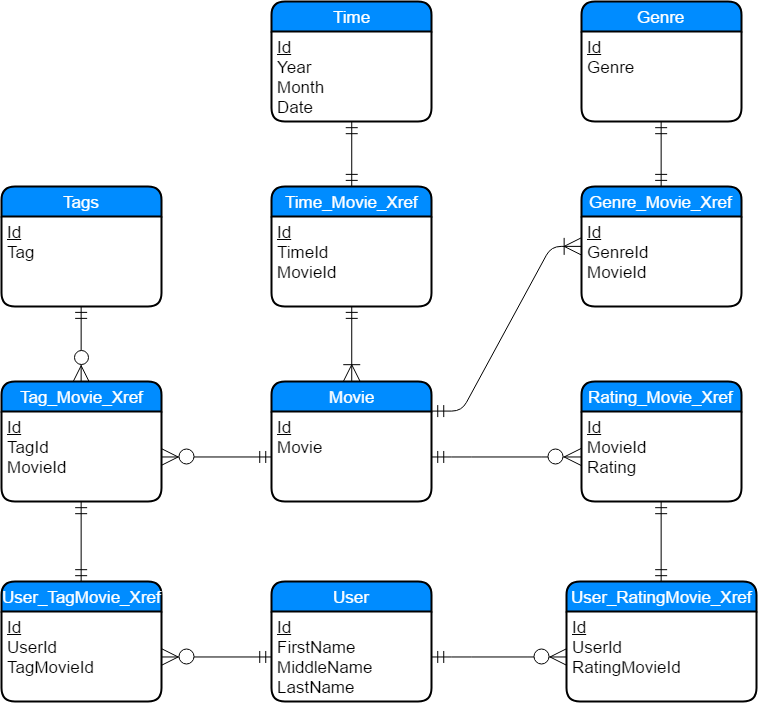 Time
Id
Year
Month
Date
Genre
Id
Genre
Tags
Id
Tag
Time_Movie_Xref
Id
TimeId
MovieId
Genre_Movie_Xref
Id
GenreId
MovieId
Tag_Movie_Xref
Id
TagId
MovieId
Movie
Id
Movie
Rating_Movie_Xref
Id
MovieId
Rating
User_TagMovie_Xref
Id
UserId
TagMovieId
User
Id
FirstName
MiddleName
LastName
User_RatingMovie_Xref
Id
UserId
RatingMovieId